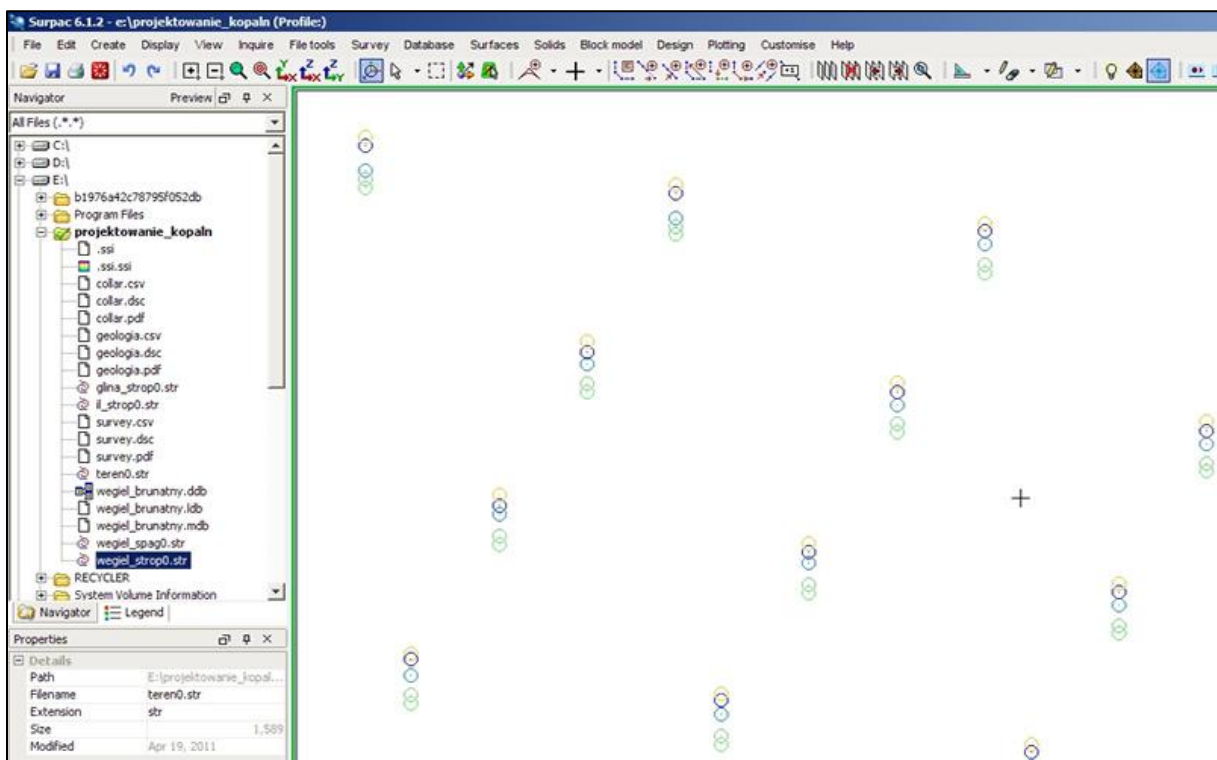 Surpac 6.1.2 - e:\projektowanie_kopaln (Profile:)
File Edit Create Display View Inquire File tools Survey Database Surfaces Solids Block model Design Plotting Customise Help
Navigator Preview
All Files (.*.*)
C:\
D:\
E:\
b1976a42c78795f052db
Program Files
projektowanie_kopaln
.ssi
.ssi.ssi
collar.csv
collar.dsc
collar.pdf
geologia.csv
geologia.dsc
geologia.pdf
glina_strop0.str
il_strop0.str
survey.csv
survey.dsc
survey.pdf
teren0.str
wegiel_brunatny.ddb
wegiel_brunatny.ldb
wegiel_brunatny.mdb
wegiel_spag0.str
wegiel_strop0.str
RECYCLER
System Volume Information
Navigator Legend
Properties
Details
Path E:\projektowanie_kopal...
Filename teren0.str
Extension str
Size 1,589
Modified Apr 19, 2011